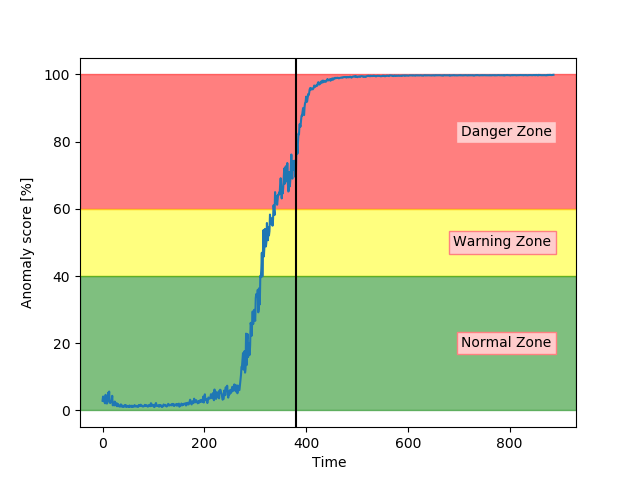 100
80
60
40
20
0
Anomaly score [%]
Danger Zone
Warning Zone
Normal Zone
0 200 400 600 800
Time